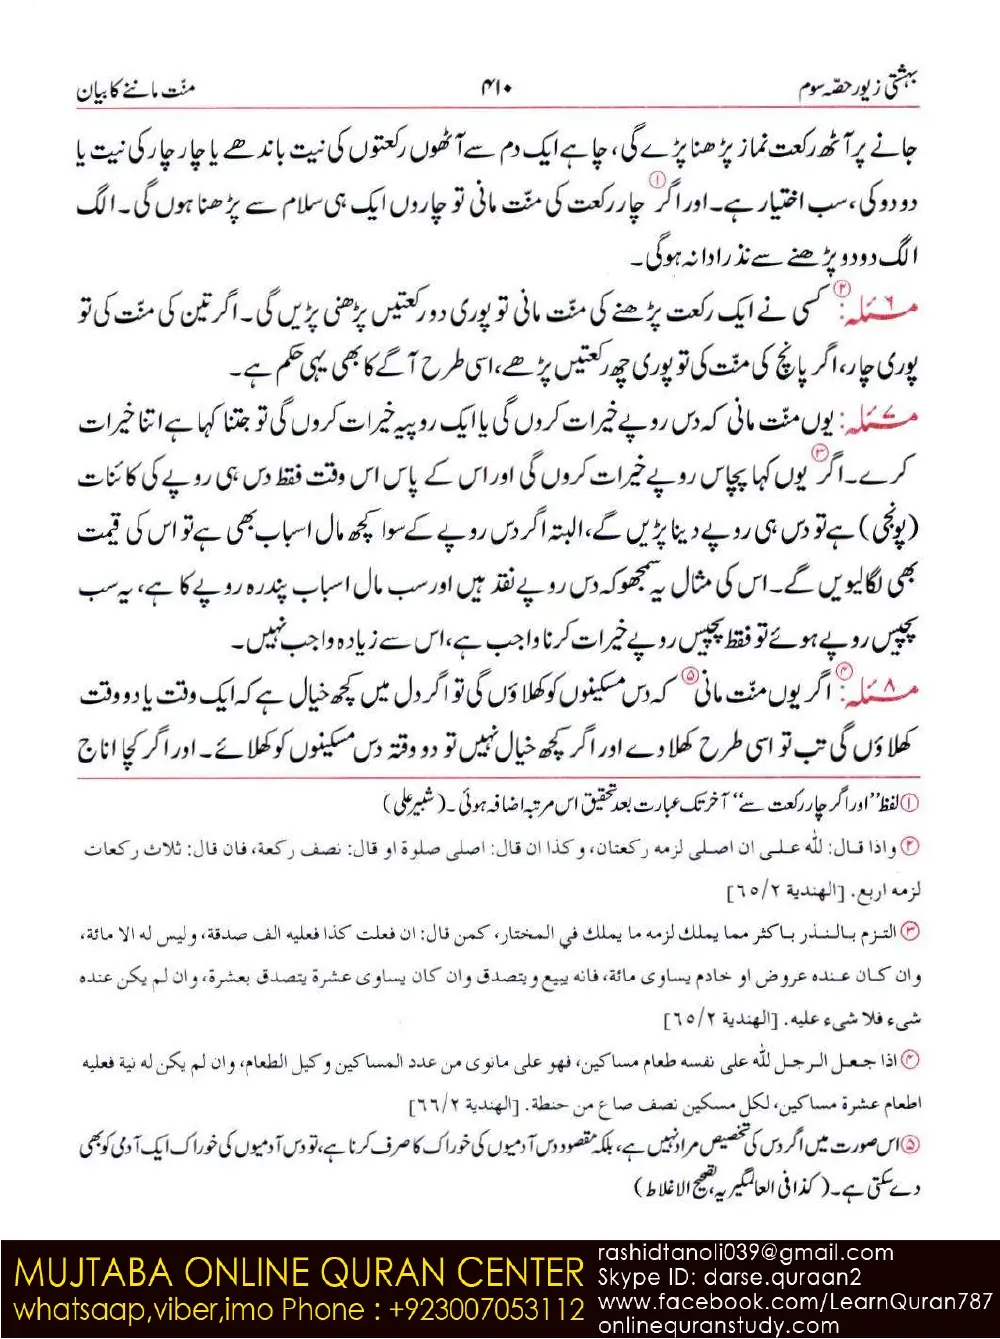 بہشتی زیور حصّہ سوم ۴۱۰ منّت ماننے کا بیان
جانے پر آٹھ رکعت نماز پڑھنا پڑے گی، چاہے ایک دم سے آٹھوں رکعتوں کی نیت باندھے یا چار چار کی نیت یا
دو دو کی، سب اختیار ہے۔ اور اگر① چار رکعت کی منّت مانی تو چاروں ایک ہی سلام سے پڑھنا ہوں گی۔ الگ
الگ دو دو پڑھنے سے نذر ادا نہ ہوگی۔
مسئلہ ۶:② کسی نے ایک رکعت پڑھنے کی منّت مانی تو پوری دو رکعتیں پڑھنی پڑیں گی۔ اگر تین کی منّت کی تو
پوری چار، اگر پانچ کی منّت کی تو پوری چھ رکعتیں پڑھے، اسی طرح آگے کا بھی یہی حکم ہے۔
مسئلہ ۷: یوں منّت مانی کہ دس روپے خیرات کروں گی یا ایک روپیہ خیرات کروں گی تو جتنا کہا ہے اتنا خیرات
کرے۔ اگر③ یوں کہا پچاس روپے خیرات کروں گی اور اس کے پاس اس وقت فقط دس ہی روپے کی کائنات
(پونجی) ہے تو دس ہی روپے دینا پڑیں گے، البتہ اگر دس روپے کے سوا کچھ مال اسباب بھی ہے تو اس کی قیمت
بھی لگا لیویں گے۔ اس کی مثال یہ سمجھو کہ دس روپے نقد ہیں اور سب مال اسباب پندرہ روپے کا ہے، یہ سب
پچیس روپے ہوئے تو فقط پچیس روپے خیرات کرنا واجب ہے، اس سے زیادہ واجب نہیں۔
مسئلہ ۸:④ اگر یوں منّت مانی⑤ کہ دس مسکینوں کو کھلاؤں گی تو اگر دل میں کچھ خیال ہے کہ ایک وقت یا دو وقت
کھلاؤں گی تب تو اسی طرح کھلا دے اور اگر کچھ خیال نہیں تو دو وقتہ دس مسکینوں کو کھلائے۔ اور اگر کچا اناج
① لفظ ”اور اگر چار رکعت سے“ آخر تک عبارت بعد تحقیق اس مرتبہ اضافہ ہوئی۔ (شبیر علی)
② و اذا قال: للّٰه علی ان اصلی لزمه رکعتان، و کذا ان قال: اصلی صلوة او قال: نصف رکعة، فان قال: ثلاث رکعات
لزمه اربع. [الهندية ٢/٦٥]
③ التزم بالنذر باکثر مما یملك لزمه ما یملك في المختار، کمن قال: ان فعلت کذا فعلیه الف صدقة، ولیس له الا مائة،
وان کان عنده عروض او خادم یساوی مائة، فانه یبیع ویتصدق وان کان یساوی عشرة یتصدق بعشرة، وان لم یکن عنده
شیء فلا شیء علیه. [الهندية ٢/٦٥]
④ اذا جعل الرجل للّٰه علی نفسه طعام مساکین، فهو علی مانوی من عدد المساکین وکیل الطعام، وان لم یکن له نیة فعلیه
اطعام عشرة مساکین، لکل مسکین نصف صاع من حنطة. [الهندية ٢/٦٦]
⑤ اس صورت میں اگر دس کی تخصیص مراد نہیں ہے، بلکہ مقصود دس آدمیوں کی خوراک کا صرف کرنا ہے، تو دس آدمیوں کی خوراک ایک آدمی کو بھی
دے سکتی ہے۔ (کذا فی العالمگیریہ، تصحیح الاغلاط)
MUJTABA ONLINE QURAN CENTER
whatsaap,viber,imo Phone : +923007053112
rashidtanoli039@gmail.com
Skype ID: darse.quraan2
www.facebook.com/LearnQuran787
onlinequranstudy.com